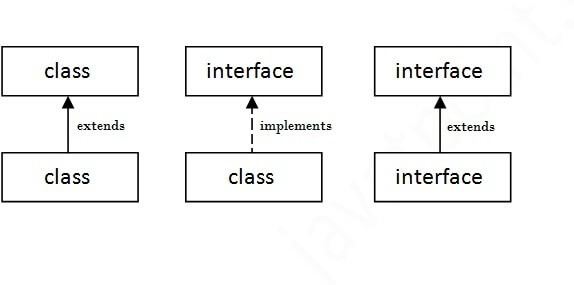 class interface interface
extends implements extends
class class interface